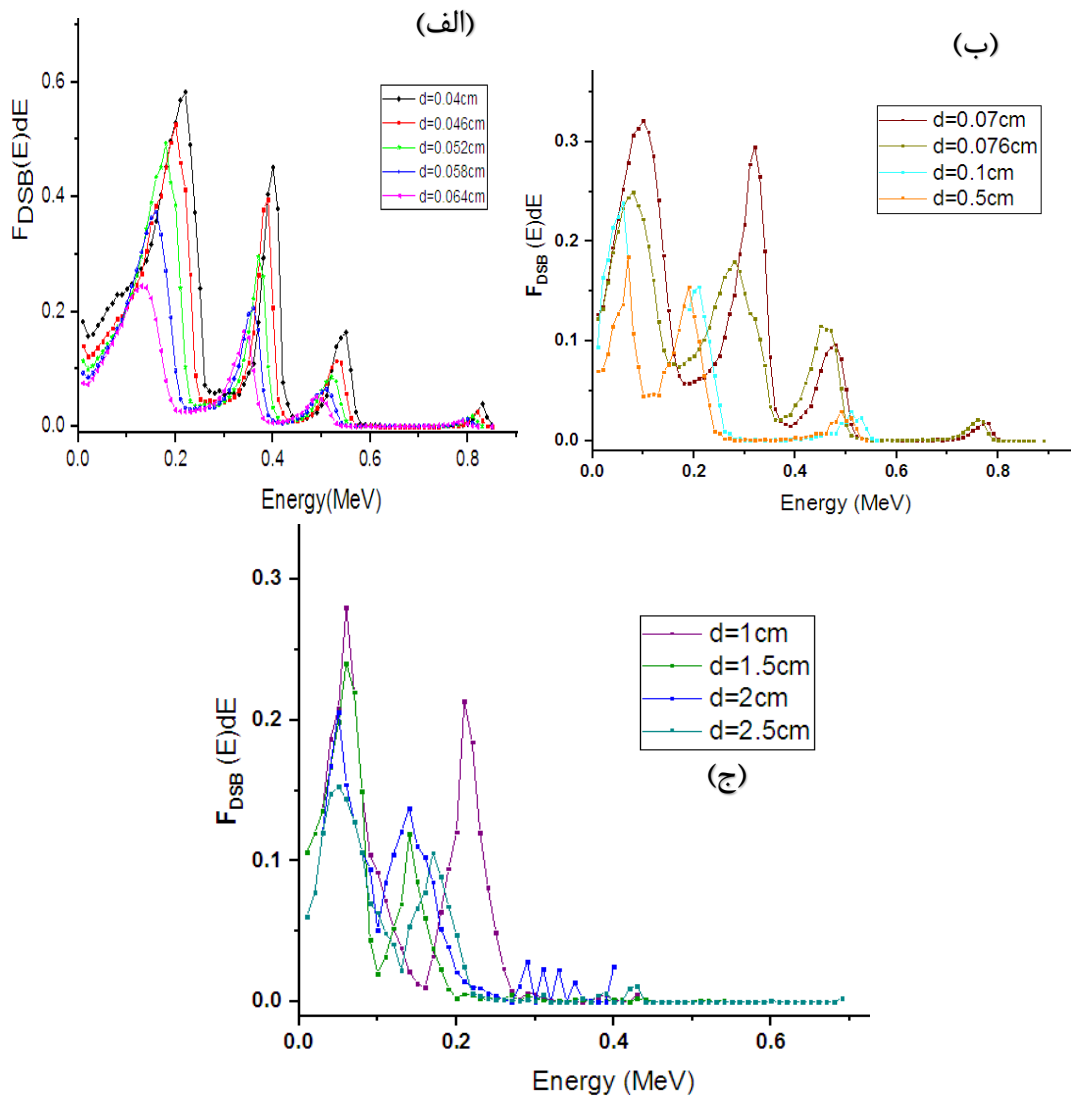 (الف)
F_DSB(E)dE
0.6
0.4
0.2
0.0
d=0.04cm
d=0.046cm
d=0.052cm
d=0.058cm
d=0.064cm
0.0 0.2 0.4 0.6 0.8
Energy(MeV)
(ب)
F_DSB (E)dE
0.3
0.2
0.1
0.0
d=0.07cm
d=0.076cm
d=0.1cm
d=0.5cm
0.0 0.2 0.4 0.6 0.8
Energy (MeV)
F_DSB (E)dE
0.3
0.2
0.1
0.0
d=1cm
d=1.5cm
d=2cm
d=2.5cm
(ج)
0.0 0.2 0.4 0.6
Energy (MeV)